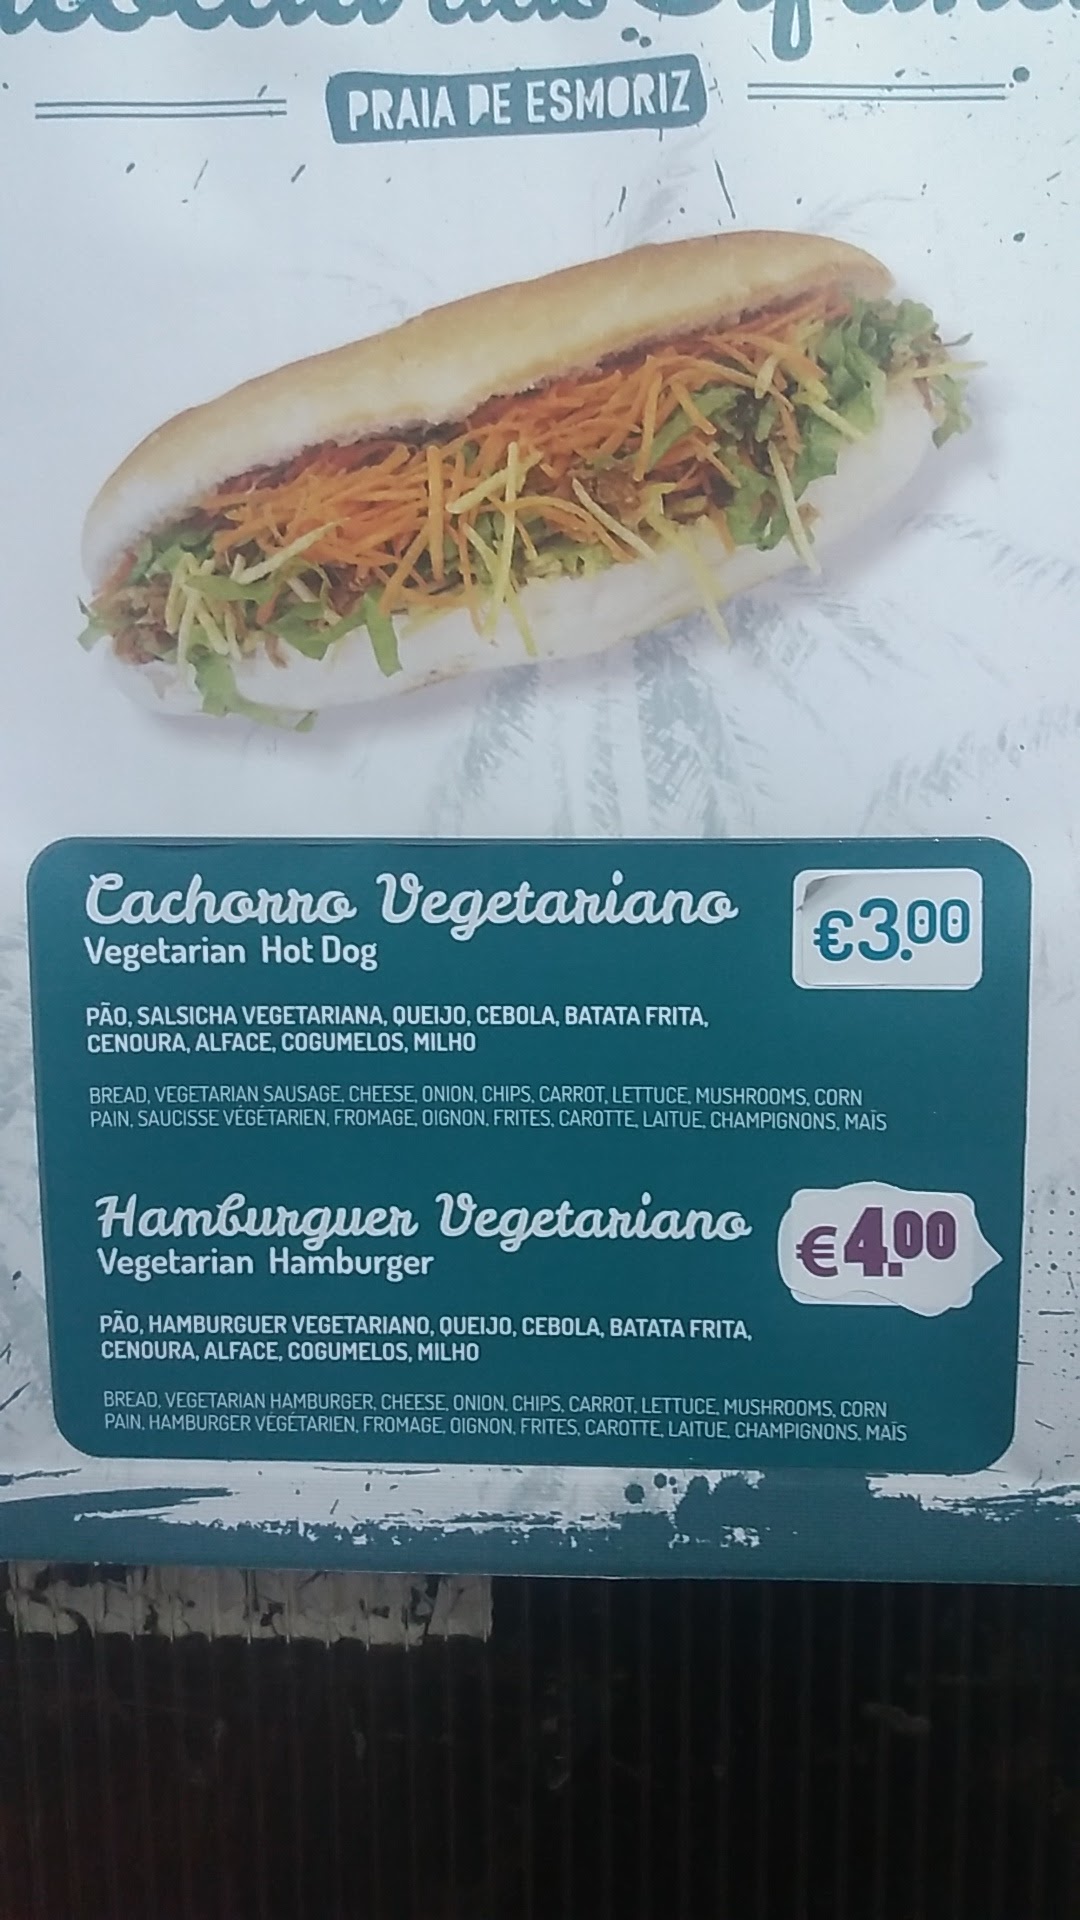 PRAIA DE ESMORIZ
Cachorro Vegetariano
€3.00
Vegetarian Hot Dog
PÃO, SALSICHA VEGETARIANA, QUEIJO, CEBOLA, BATATA FRITA,
CENOURA, ALFACE, COGUMELOS, MILHO
BREAD, VEGETARIAN SAUSAGE, CHEESE, ONION, CHIPS, CARROT, LETTUCE, MUSHROOMS, CORN
PAIN, SAUCISSE VÉGÉTARIEN, FROMAGE, OIGNON, FRITES, CAROTTE, LAITUE, CHAMPIGNONS, MAÏS
Hamburguer Vegetariano
€4.00
Vegetarian Hamburger
PÃO, HAMBURGUER VEGETARIANO, QUEIJO, CEBOLA, BATATA FRITA,
CENOURA, ALFACE, COGUMELOS, MILHO
BREAD, VEGETARIAN HAMBURGER, CHEESE, ONION, CHIPS, CARROT, LETTUCE, MUSHROOMS, CORN
PAIN, HAMBURGER VÉGÉTARIEN, FROMAGE, OIGNON, FRITES, CAROTTE, LAITUE, CHAMPIGNONS, MAÏS